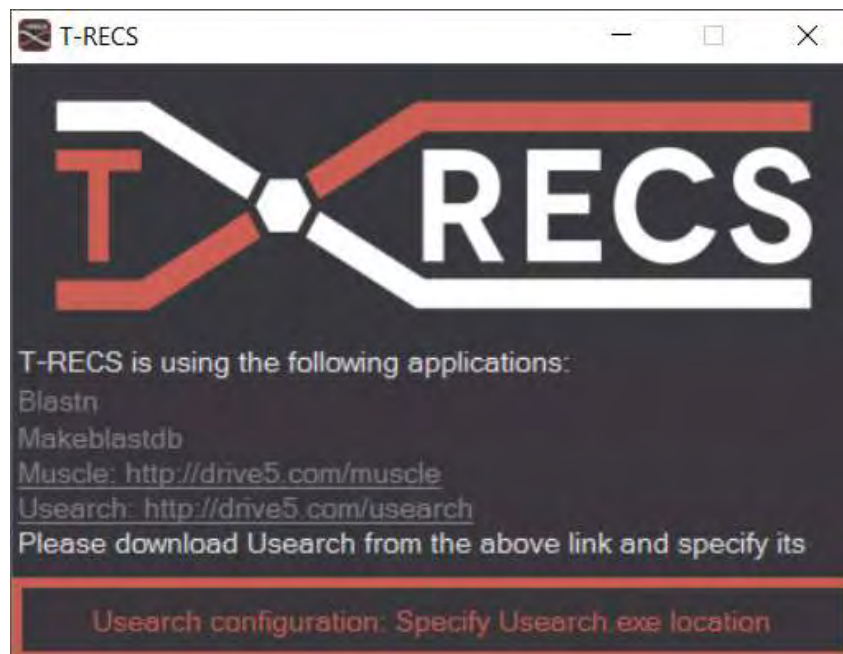 T-RECS
T RECS
T-RECS is using the following applications:
Blastn
Makeblastdb
Muscle: http://drive5.com/muscle
Usearch: http://drive5.com/usearch
Please download Usearch from the above link and specify its
Usearch configuration: Specify Usearch.exe location